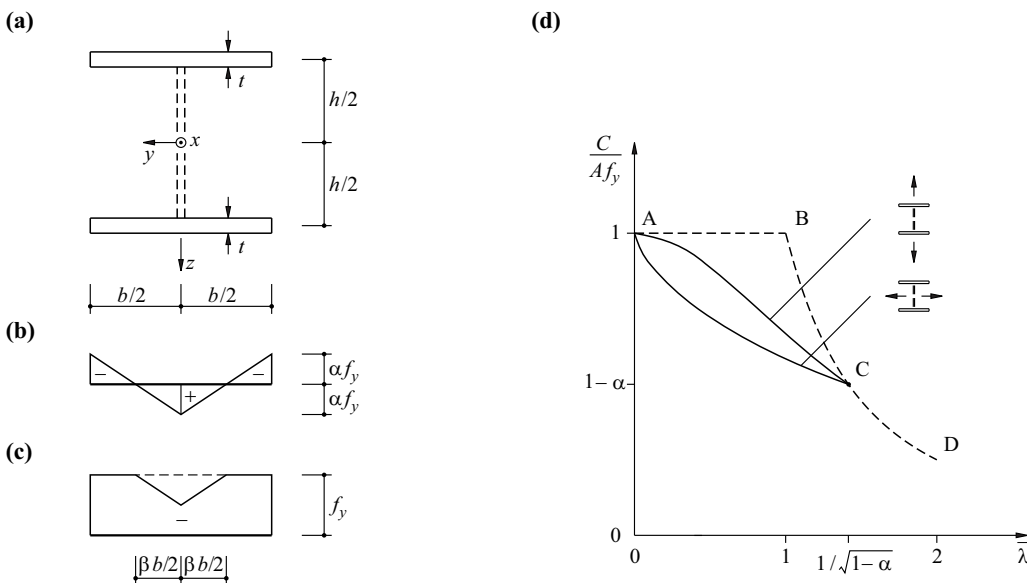 (a)
t
h/2
x
y
h/2
t
z
b/2 b/2
(b)
− + −
αf_y
αf_y
(c)
−
f_y
βb/2 βb/2
(d)
C/Af_y
A B
1
C
1−α
D
0
0 1 1/√1−α 2 λ̅